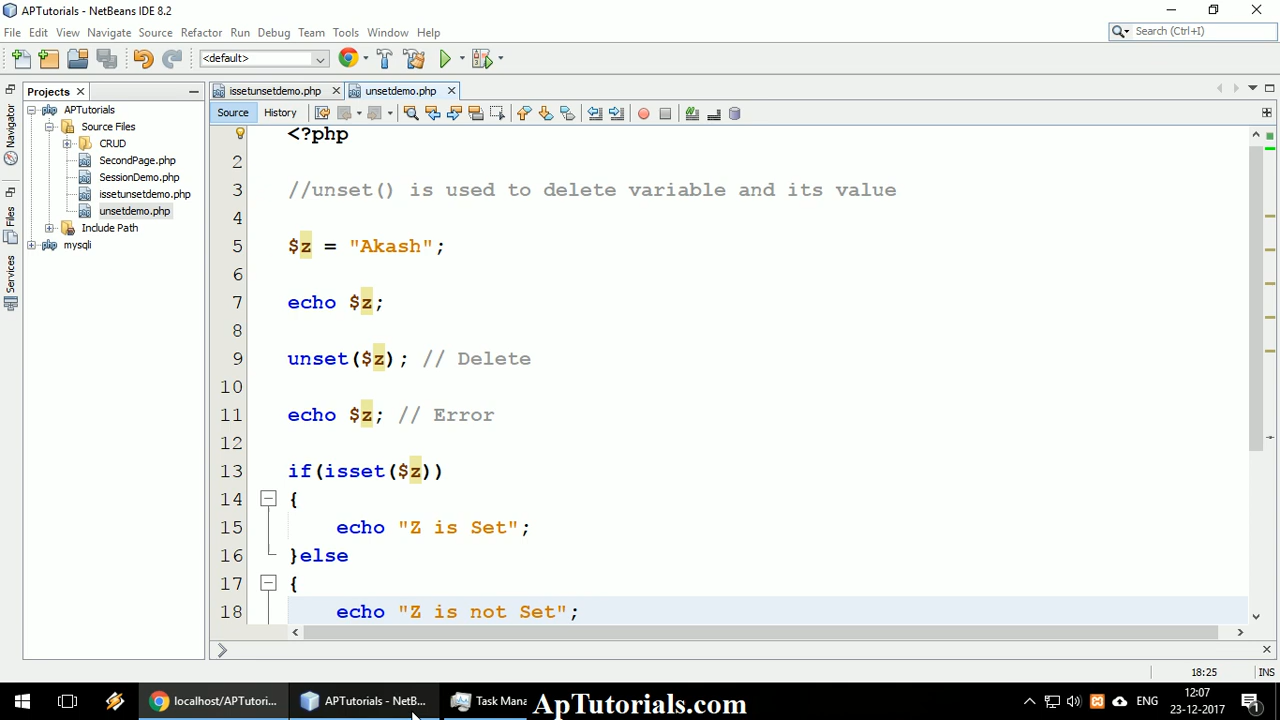 APTutorials - NetBeans IDE 8.2
File Edit View Navigate Source Refactor Run Debug Team Tools Window Help
Search (Ctrl+I)
<default>
Projects
issetunsetdemo.php
unsetdemo.php
Navigator
Files
Services
APTutorials
Source Files
CRUD
SecondPage.php
SessionDemo.php
issetunsetdemo.php
unsetdemo.php
Include Path
mysqli
Source History
<?php
2
3 //unset() is used to delete variable and its value
4
5 $z = "Akash";
6
7 echo $z;
8
9 unset($z); // Delete
10
11 echo $z; // Error
12
13 if(isset($z))
14 {
15 echo "Z is Set";
16 }else
17 {
18 echo "Z is not Set";
18:25 INS
localhost/APTutori...
APTutorials - NetB...
Task Mana
ApTutorials.com
ENG
12:07
23-12-2017
1